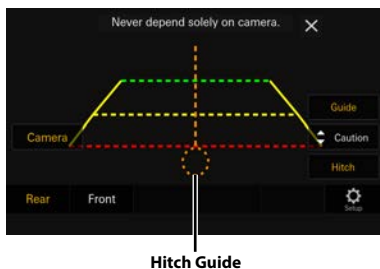 Never depend solely on camera.
Guide
Camera
Caution
Hitch
Rear Front
Setup
Hitch Guide